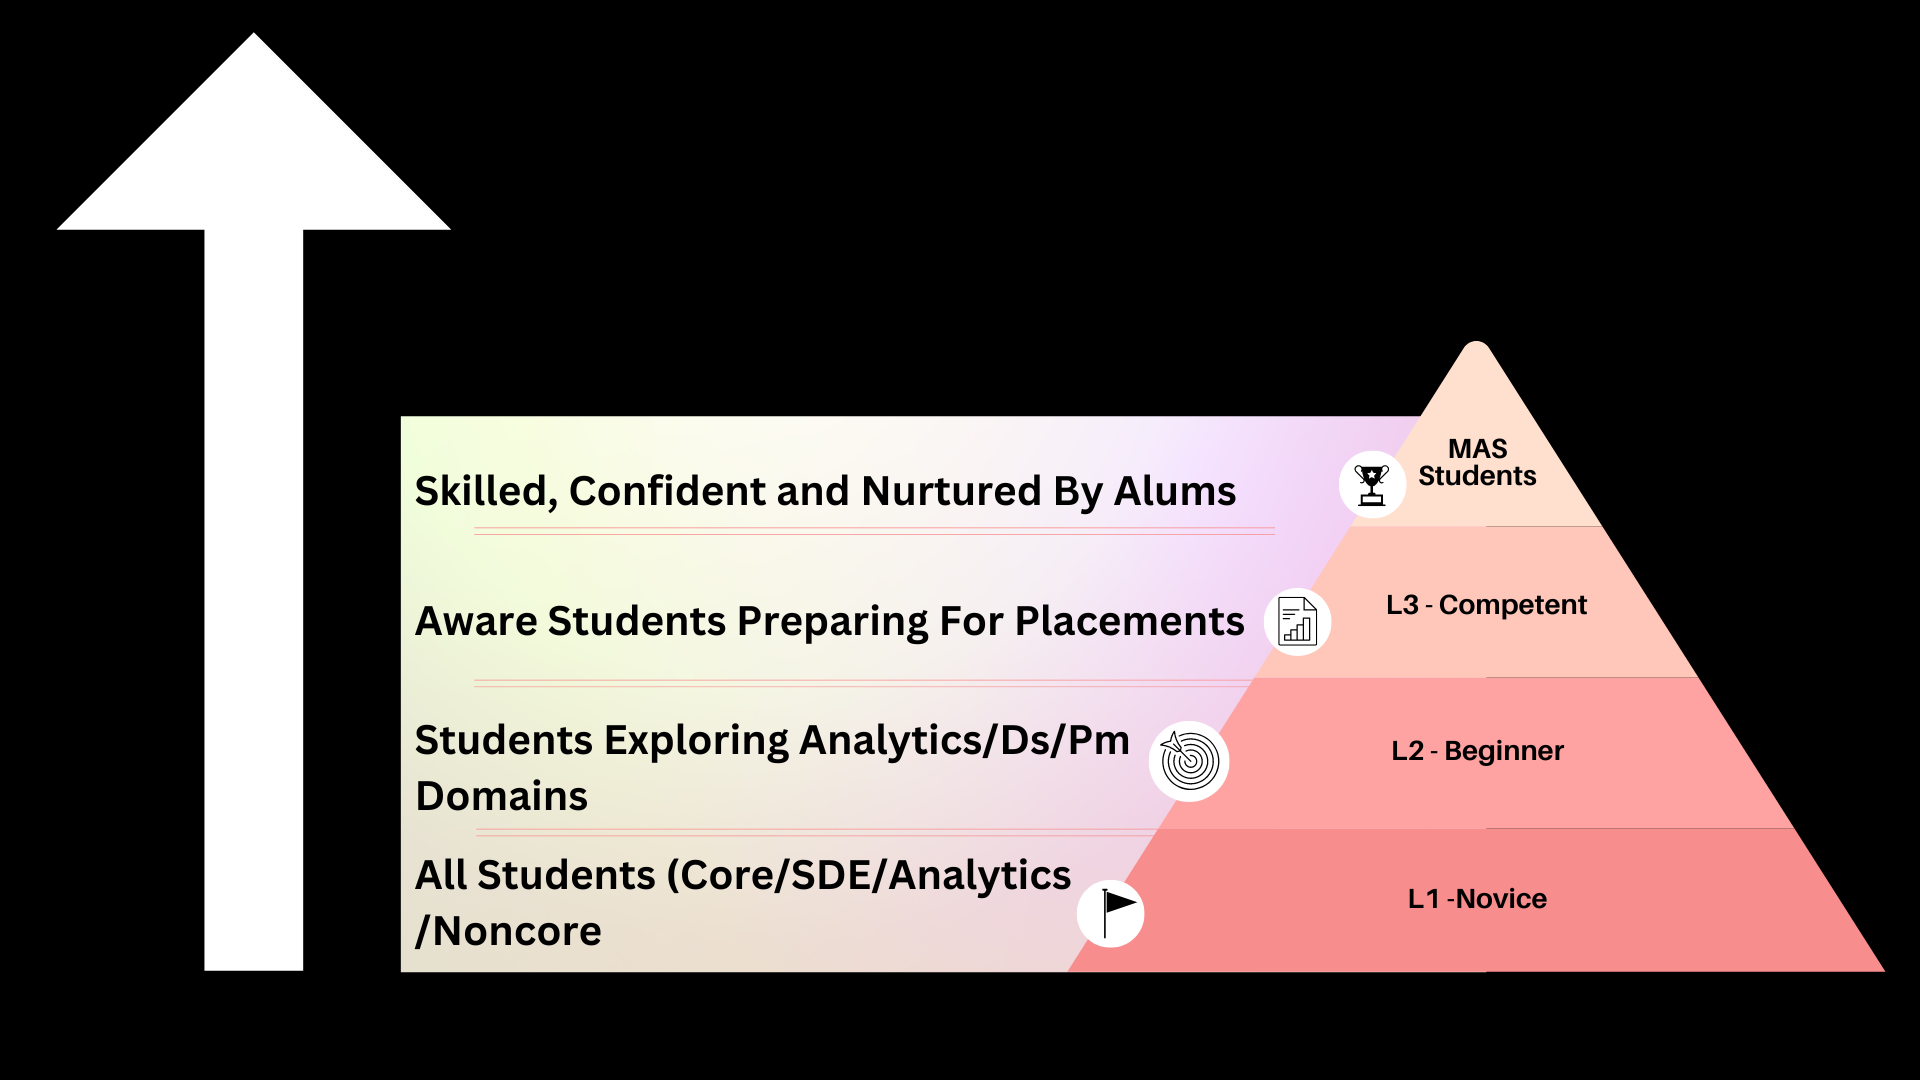 MAS
Students
Skilled, Confident and Nurtured By Alums
L3 - Competent
Aware Students Preparing For Placements
L2 - Beginner
Students Exploring Analytics/Ds/Pm
Domains
L1 -Novice
All Students (Core/SDE/Analytics
/Noncore